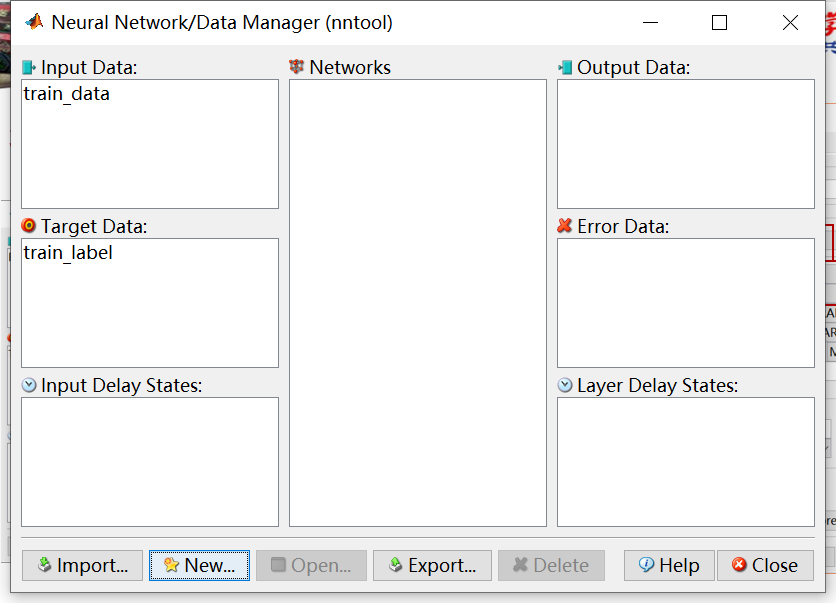 Neural Network/Data Manager (nntool)
Input Data:
train_data
Networks
Output Data:
Target Data:
train_label
Error Data:
Input Delay States:
Layer Delay States:
Import...
New...
Open...
Export...
Delete
Help
Close